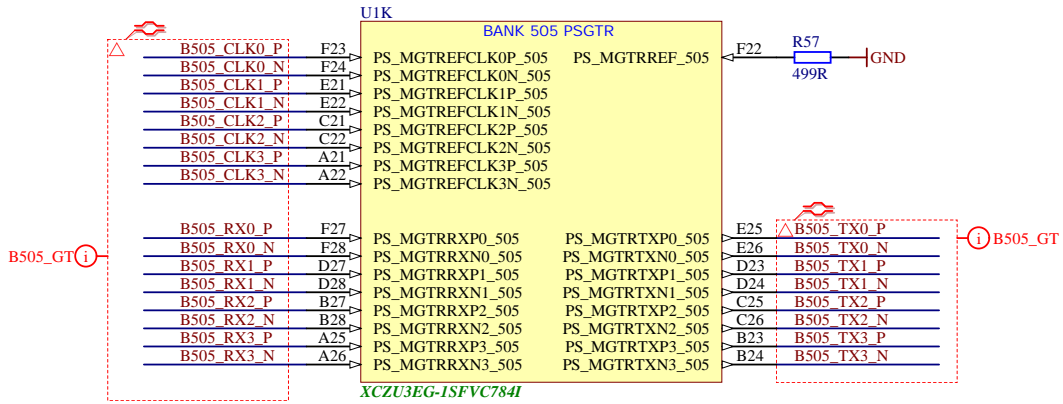 U1K
BANK 505 PSGTR
B505_CLK0_P F23 PS_MGTREFCLK0P_505 PS_MGTRREF_505 F22 R57 GND
499R
B505_CLK0_N F24 PS_MGTREFCLK0N_505
B505_CLK1_P E21 PS_MGTREFCLK1P_505
B505_CLK1_N E22 PS_MGTREFCLK1N_505
B505_CLK2_P C21 PS_MGTREFCLK2P_505
B505_CLK2_N C22 PS_MGTREFCLK2N_505
B505_CLK3_P A21 PS_MGTREFCLK3P_505
B505_CLK3_N A22 PS_MGTREFCLK3N_505
B505_RX0_P F27 PS_MGTRRXP0_505 PS_MGTRTXP0_505 E25 B505_TX0_P
B505_RX0_N F28 PS_MGTRRXN0_505 PS_MGTRTXN0_505 E26 B505_TX0_N
B505_GT i B505_RX1_P D27 PS_MGTRRXP1_505 PS_MGTRTXP1_505 D23 B505_TX1_P i B505_GT
B505_RX1_N D28 PS_MGTRRXN1_505 PS_MGTRTXN1_505 D24 B505_TX1_N
B505_RX2_P B27 PS_MGTRRXP2_505 PS_MGTRTXP2_505 C25 B505_TX2_P
B505_RX2_N B28 PS_MGTRRXN2_505 PS_MGTRTXN2_505 C26 B505_TX2_N
B505_RX3_P A25 PS_MGTRRXP3_505 PS_MGTRTXP3_505 B23 B505_TX3_P
B505_RX3_N A26 PS_MGTRRXN3_505 PS_MGTRTXN3_505 B24 B505_TX3_N
XCZU3EG-1SFVC784I